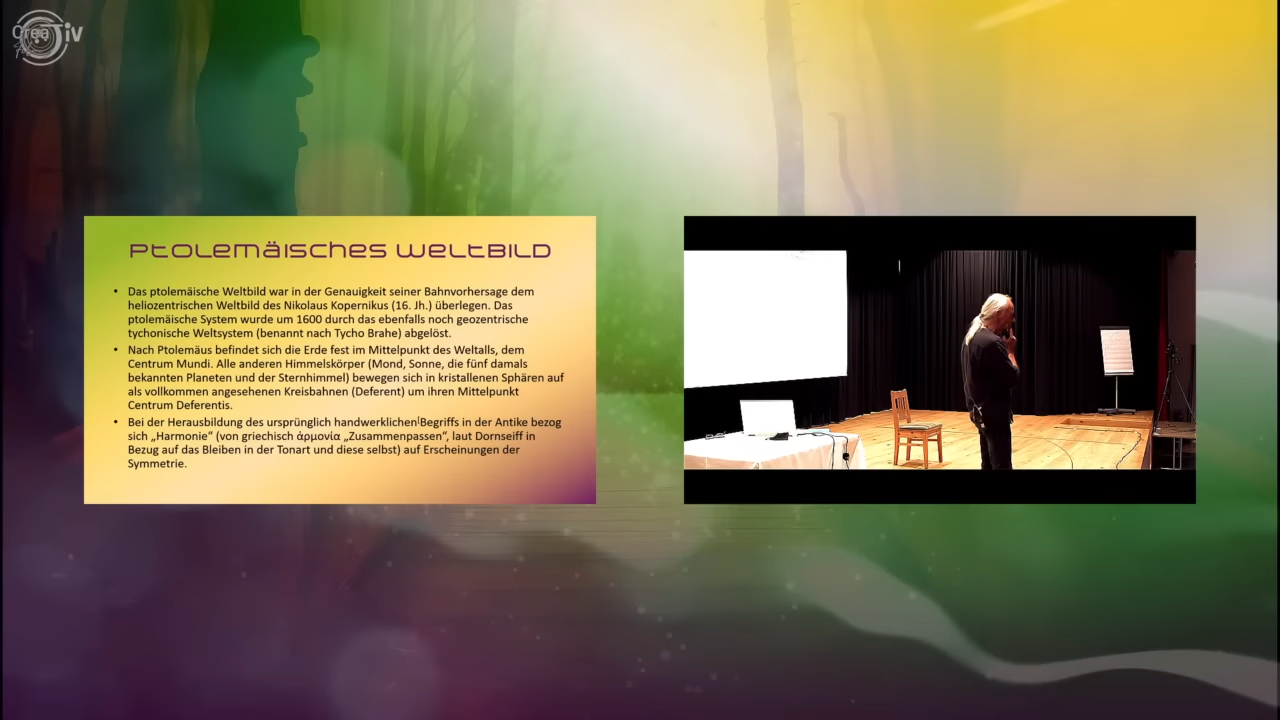 Creativ
Ptolemäisches Weltbild
• Das ptolemäische Weltbild war in der Genauigkeit seiner Bahnvorhersage dem
heliozentrischen Weltbild des Nikolaus Kopernikus (16. Jh.) überlegen. Das
ptolemäische System wurde um 1600 durch das ebenfalls noch geozentrische
tychonische Weltsystem (benannt nach Tycho Brahe) abgelöst.
• Nach Ptolemäus befindet sich die Erde fest im Mittelpunkt des Weltalls, dem
Centrum Mundi. Alle anderen Himmelskörper (Mond, Sonne, die fünf damals
bekannten Planeten und der Sternhimmel) bewegen sich in kristallenen Sphären auf
als vollkommen angesehenen Kreisbahnen (Deferent) um ihren Mittelpunkt
Centrum Deferentis.
• Bei der Herausbildung des ursprünglich handwerklichen Begriffs in der Antike bezog
sich „Harmonie“ (von griechisch ἁρμονία „Zusammenpassen“, laut Dornseiff in
Bezug auf das Bleiben in der Tonart und diese selbst) auf Erscheinungen der
Symmetrie.